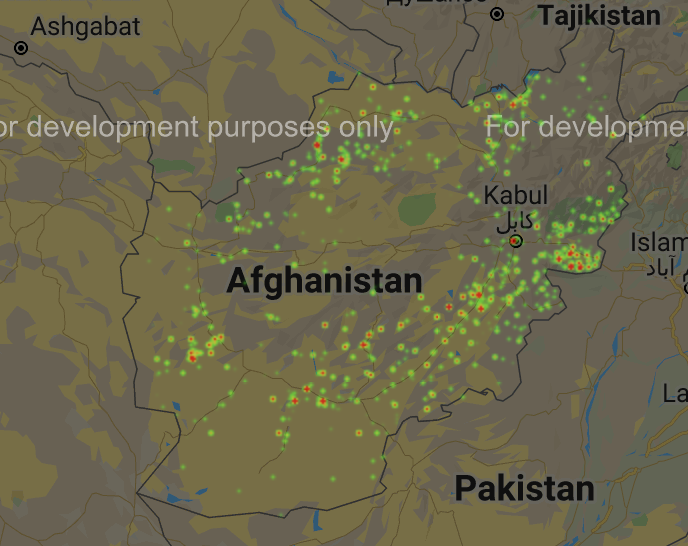 Душанбе
Tajikistan
Ashgabat
or development purposes only
For developme
Kabul
کابل
Islam
م آباد
Afghanistan
La
Pakistan